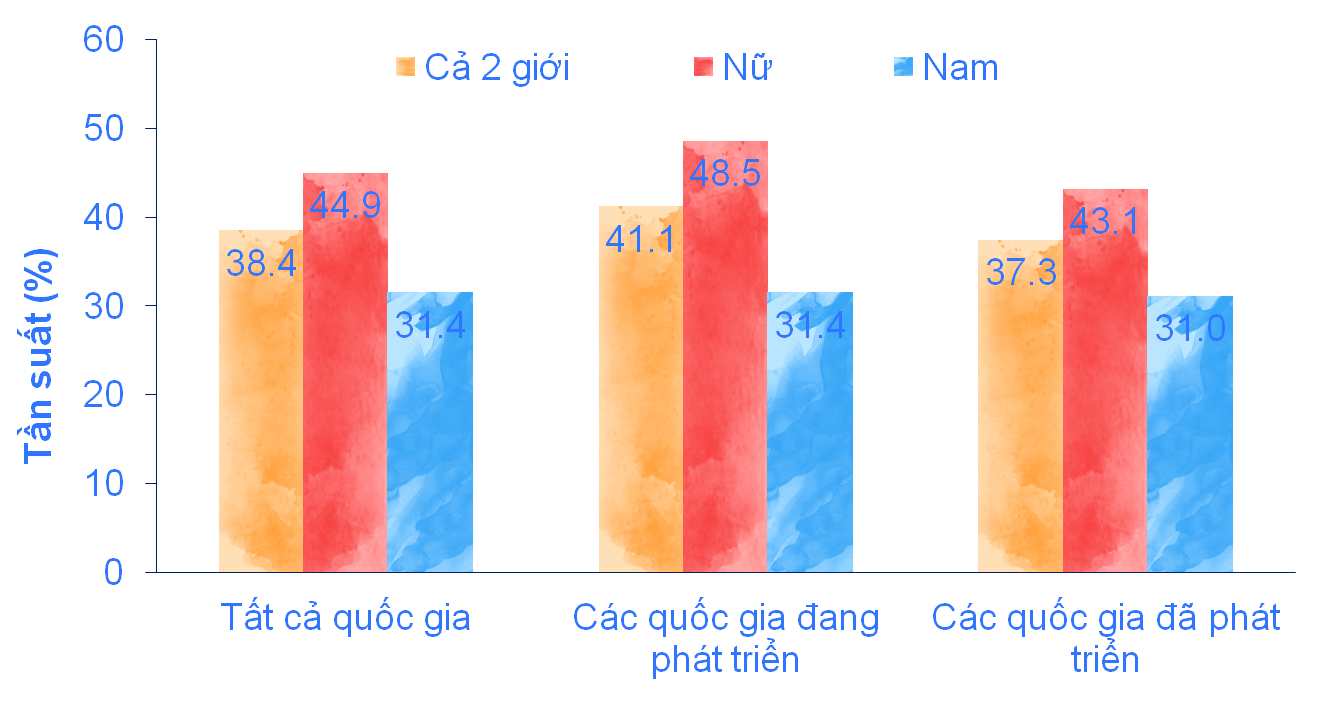 60
Cả 2 giới
Nữ
Nam
50
48.5
44.9
43.1
40
41.1
38.4
37.3
30
31.4
31.4
31.0
20
10
0
Tần suất (%)
Tất cả quốc gia
Các quốc gia đang
phát triển
Các quốc gia đã phát
triển